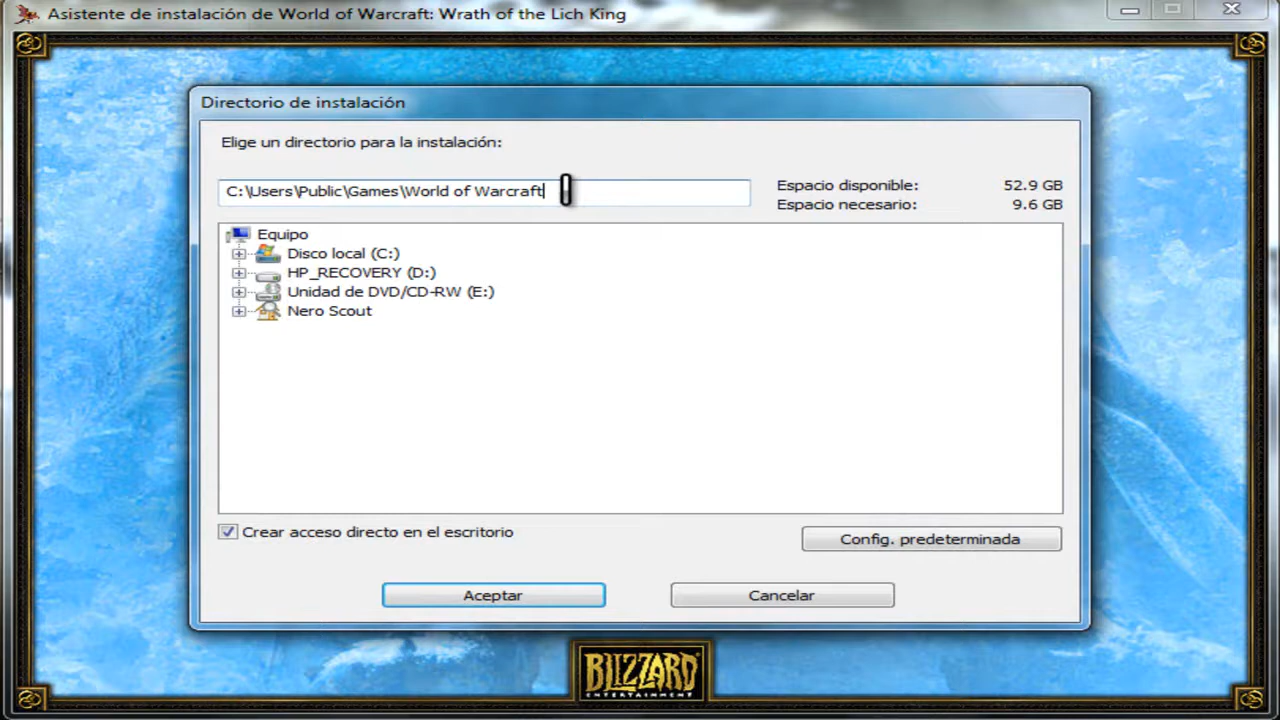 Asistente de instalación de World of Warcraft: Wrath of the Lich King
Directorio de instalación
Elige un directorio para la instalación:
C:\Users\Public\Games\World of Warcraft
Espacio disponible: 52.9 GB
Espacio necesario: 9.6 GB
Equipo
Disco local (C:)
HP_RECOVERY (D:)
Unidad de DVD/CD-RW (E:)
Nero Scout
Crear acceso directo en el escritorio
Config. predeterminada
Aceptar
Cancelar
BLIZZARD
ENTERTAINMENT